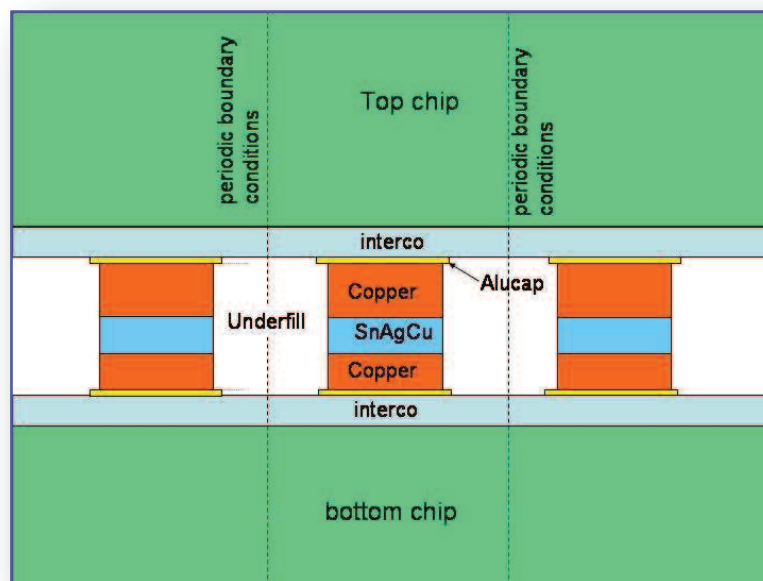 periodic boundary
conditions
Top chip
periodic boundary
conditions
interco
Copper
Alucap
Underfill
SnAgCu
Copper
interco
bottom chip